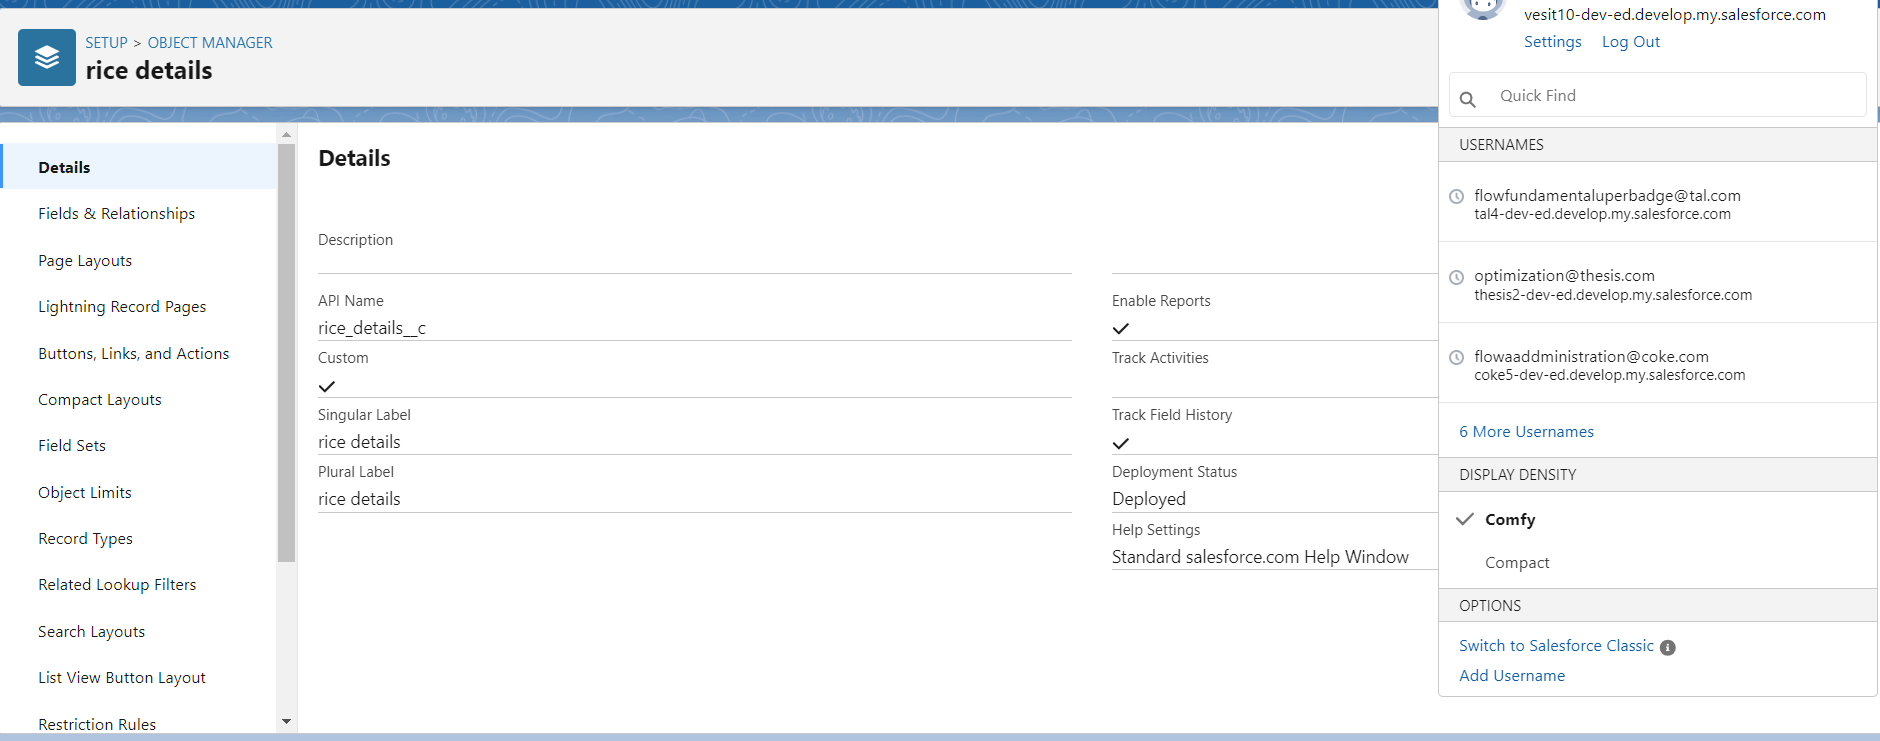 SETUP > OBJECT MANAGER
rice details
Details
Fields & Relationships
Page Layouts
Lightning Record Pages
Buttons, Links, and Actions
Compact Layouts
Field Sets
Object Limits
Record Types
Related Lookup Filters
Search Layouts
List View Button Layout
Restriction Rules
Details
Description
API Name
rice_details__c
Custom
Singular Label
rice details
Plural Label
rice details
Enable Reports
Track Activities
Track Field History
Deployment Status
Deployed
Help Settings
Standard salesforce.com Help Window
vesit10-dev-ed.develop.my.salesforce.com
Settings Log Out
Quick Find
USERNAMES
flowfundamentaluperbadge@tal.com
tal4-dev-ed.develop.my.salesforce.com
optimization@thesis.com
thesis2-dev-ed.develop.my.salesforce.com
flowaaddministration@coke.com
coke5-dev-ed.develop.my.salesforce.com
6 More Usernames
DISPLAY DENSITY
Comfy
Compact
OPTIONS
Switch to Salesforce Classic
Add Username